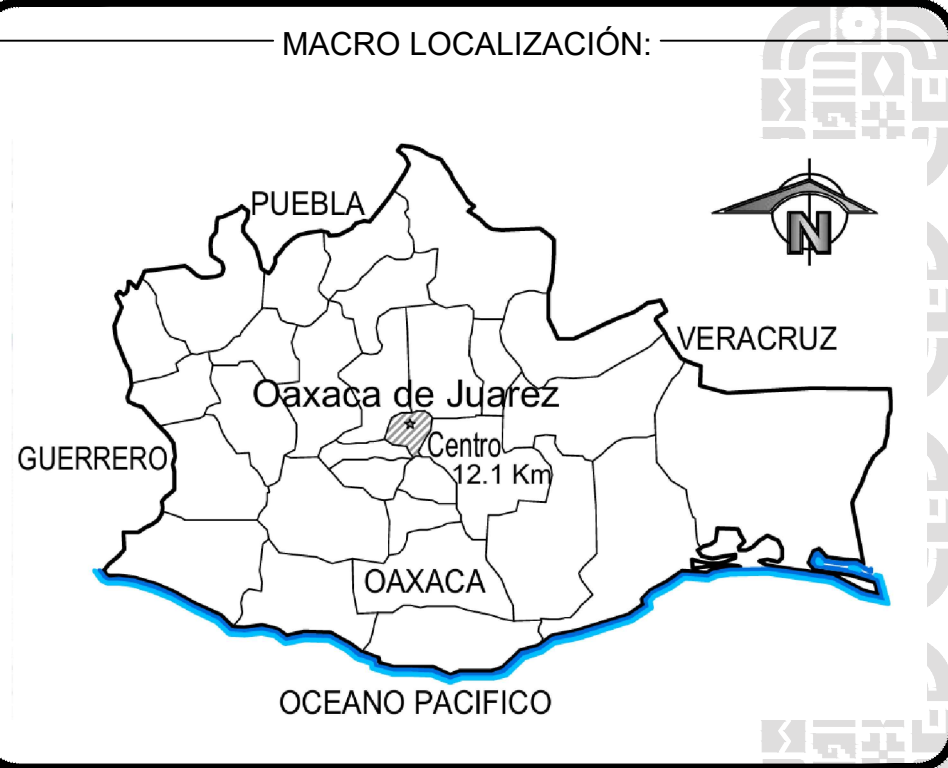 MACRO LOCALIZACIÓN:
PUEBLA
N
VERACRUZ
Oaxaca de Juarez
Centro
GUERRERO
12.1 Km
OAXACA
OCEANO PACIFICO